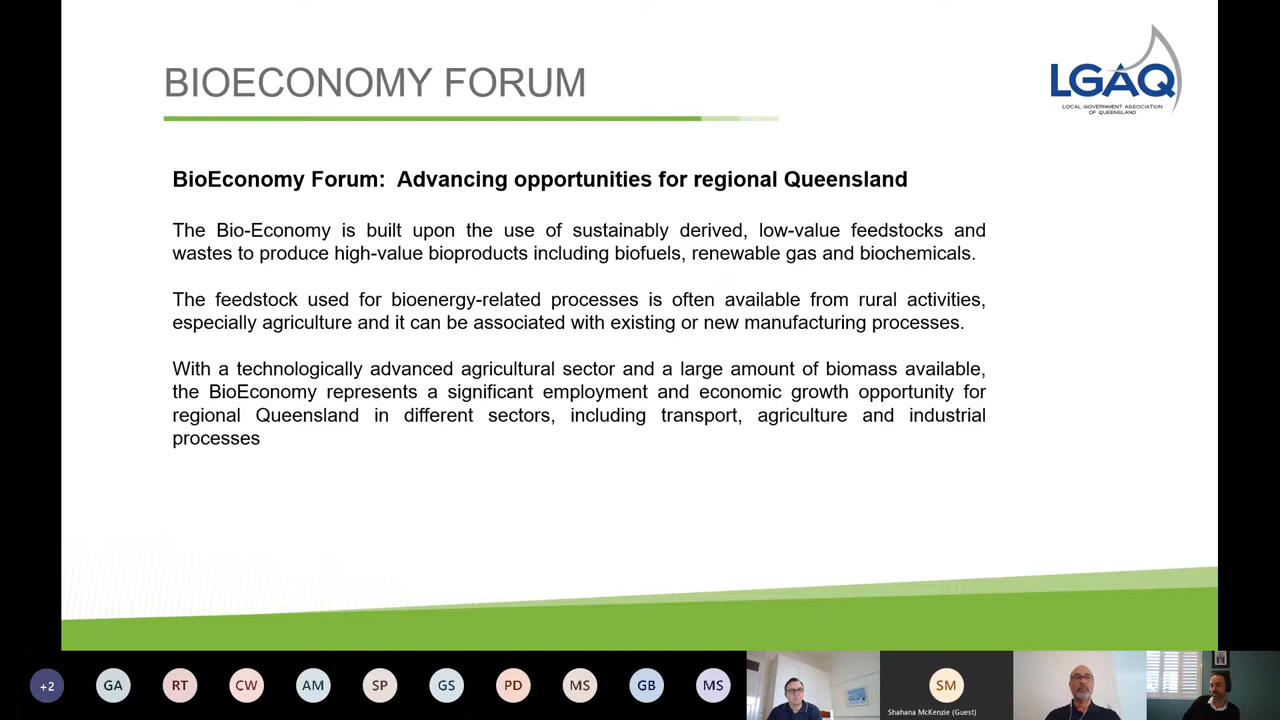 BIOECONOMY FORUM
LGAQ
LOCAL GOVERNMENT ASSOCIATION
OF QUEENSLAND
BioEconomy Forum:  Advancing opportunities for regional Queensland
The Bio-Economy is built upon the use of sustainably derived, low-value feedstocks and
wastes to produce high-value bioproducts including biofuels, renewable gas and biochemicals.
The feedstock used for bioenergy-related processes is often available from rural activities,
especially agriculture and it can be associated with existing or new manufacturing processes.
With a technologically advanced agricultural sector and a large amount of biomass available,
the BioEconomy represents a significant employment and economic growth opportunity for
regional Queensland in different sectors, including transport, agriculture and industrial
processes
+2 GA RT CW AM SP GS PD MS GB MS SM
Shahana McKenzie (Guest)